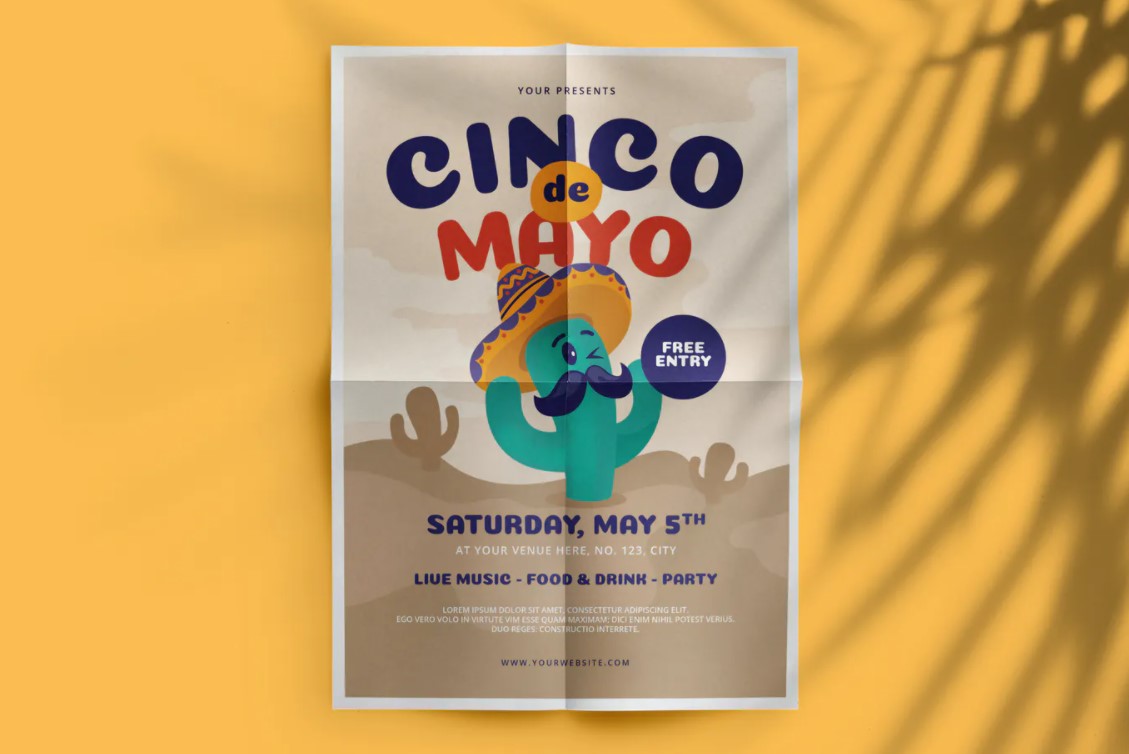 YOUR PRESENTS
CINCO
de
MAYO
FREE
ENTRY
SATURDAY, MAY 5TH
AT YOUR VENUE HERE, NO. 123, CITY
LIVE MUSIC - FOOD & DRINK - PARTY
LOREM IPSUM DOLOR SIT AMET, CONSECTETUR ADIPISCING ELIT.
EGO VERO VOLO IN VIRTUTE VIM ESSE QUAM MAXIMAM; DICI ENIM NIHIL POTEST VERIUS.
DUO REGES: CONSTRUCTIO INTERRETE.
WWW.YOURWEBSITE.COM